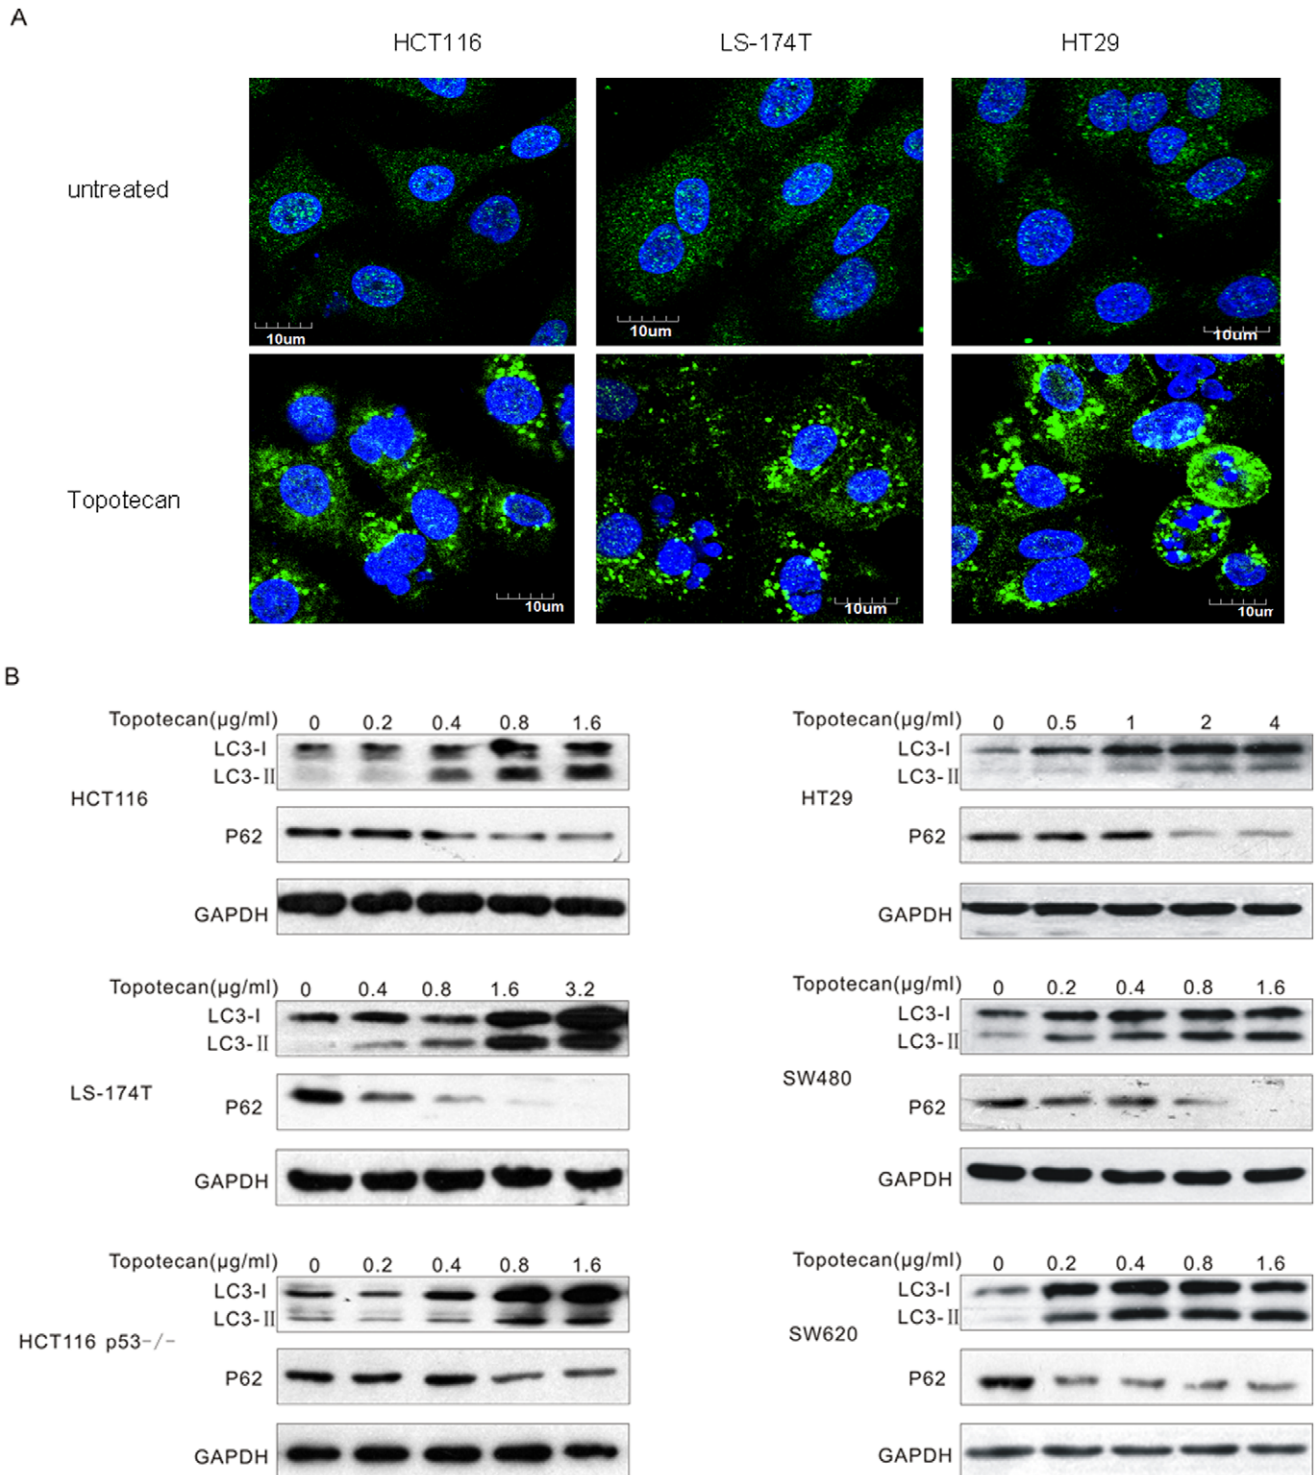 A
HCT116 LS-174T HT29
untreated
10um 10um 10um
Topotecan
10um 10um 10um
B
Topotecan(μg/ml) 0 0.2 0.4 0.8 1.6
LC3-I
LC3-II
HCT116
P62
GAPDH
Topotecan(μg/ml) 0 0.5 1 2 4
LC3-I
LC3-II
HT29
P62
GAPDH
Topotecan(μg/ml) 0 0.4 0.8 1.6 3.2
LC3-I
LC3-II
LS-174T
P62
GAPDH
Topotecan(μg/ml) 0 0.2 0.4 0.8 1.6
LC3-I
LC3-II
SW480
P62
GAPDH
Topotecan(μg/ml) 0 0.2 0.4 0.8 1.6
LC3-I
LC3-II
HCT116 p53-/-
P62
GAPDH
Topotecan(μg/ml) 0 0.2 0.4 0.8 1.6
LC3-I
LC3-II
SW620
P62
GAPDH